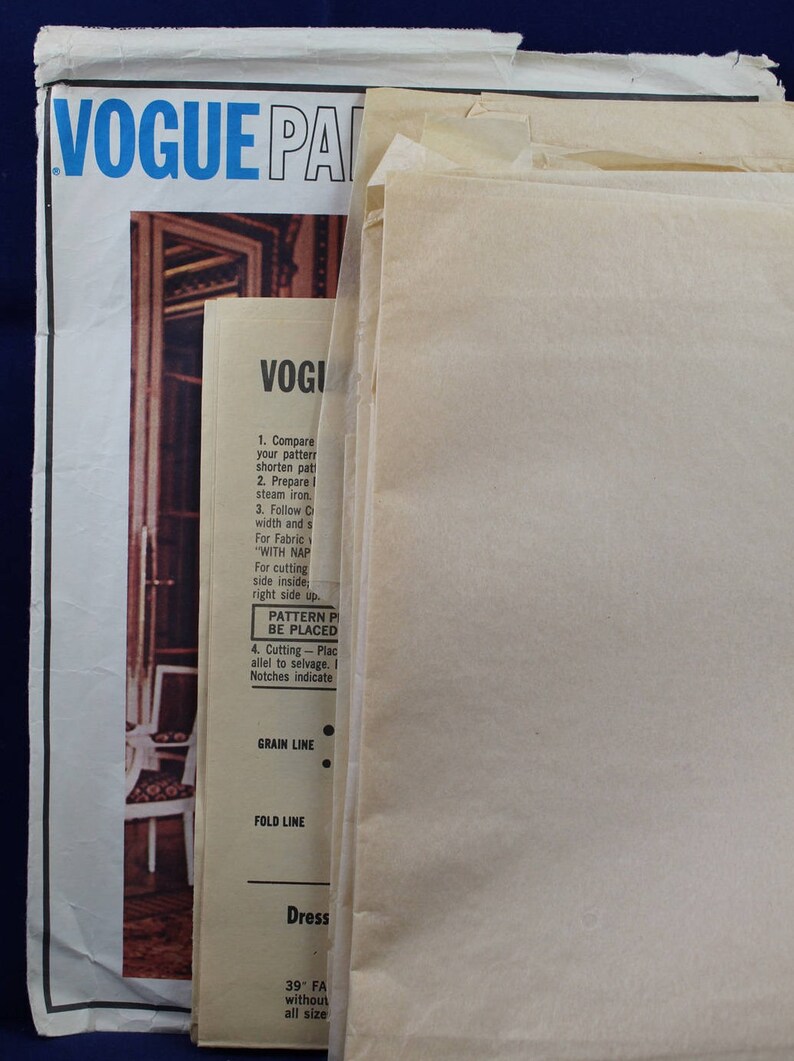 VOGUE PA
®
VOGU
1. Compare
your pattern
shorten patt
2. Prepare
steam iron.
3. Follow Cu
width and s
For Fabric
"WITH NAP
For cutting
side inside,
right side up.
PATTERN P
BE PLACED
4. Cutting — Plac
allel to selvage.
Notches indicate
GRAIN LINE
FOLD LINE
Dress
39" FA
without
all size